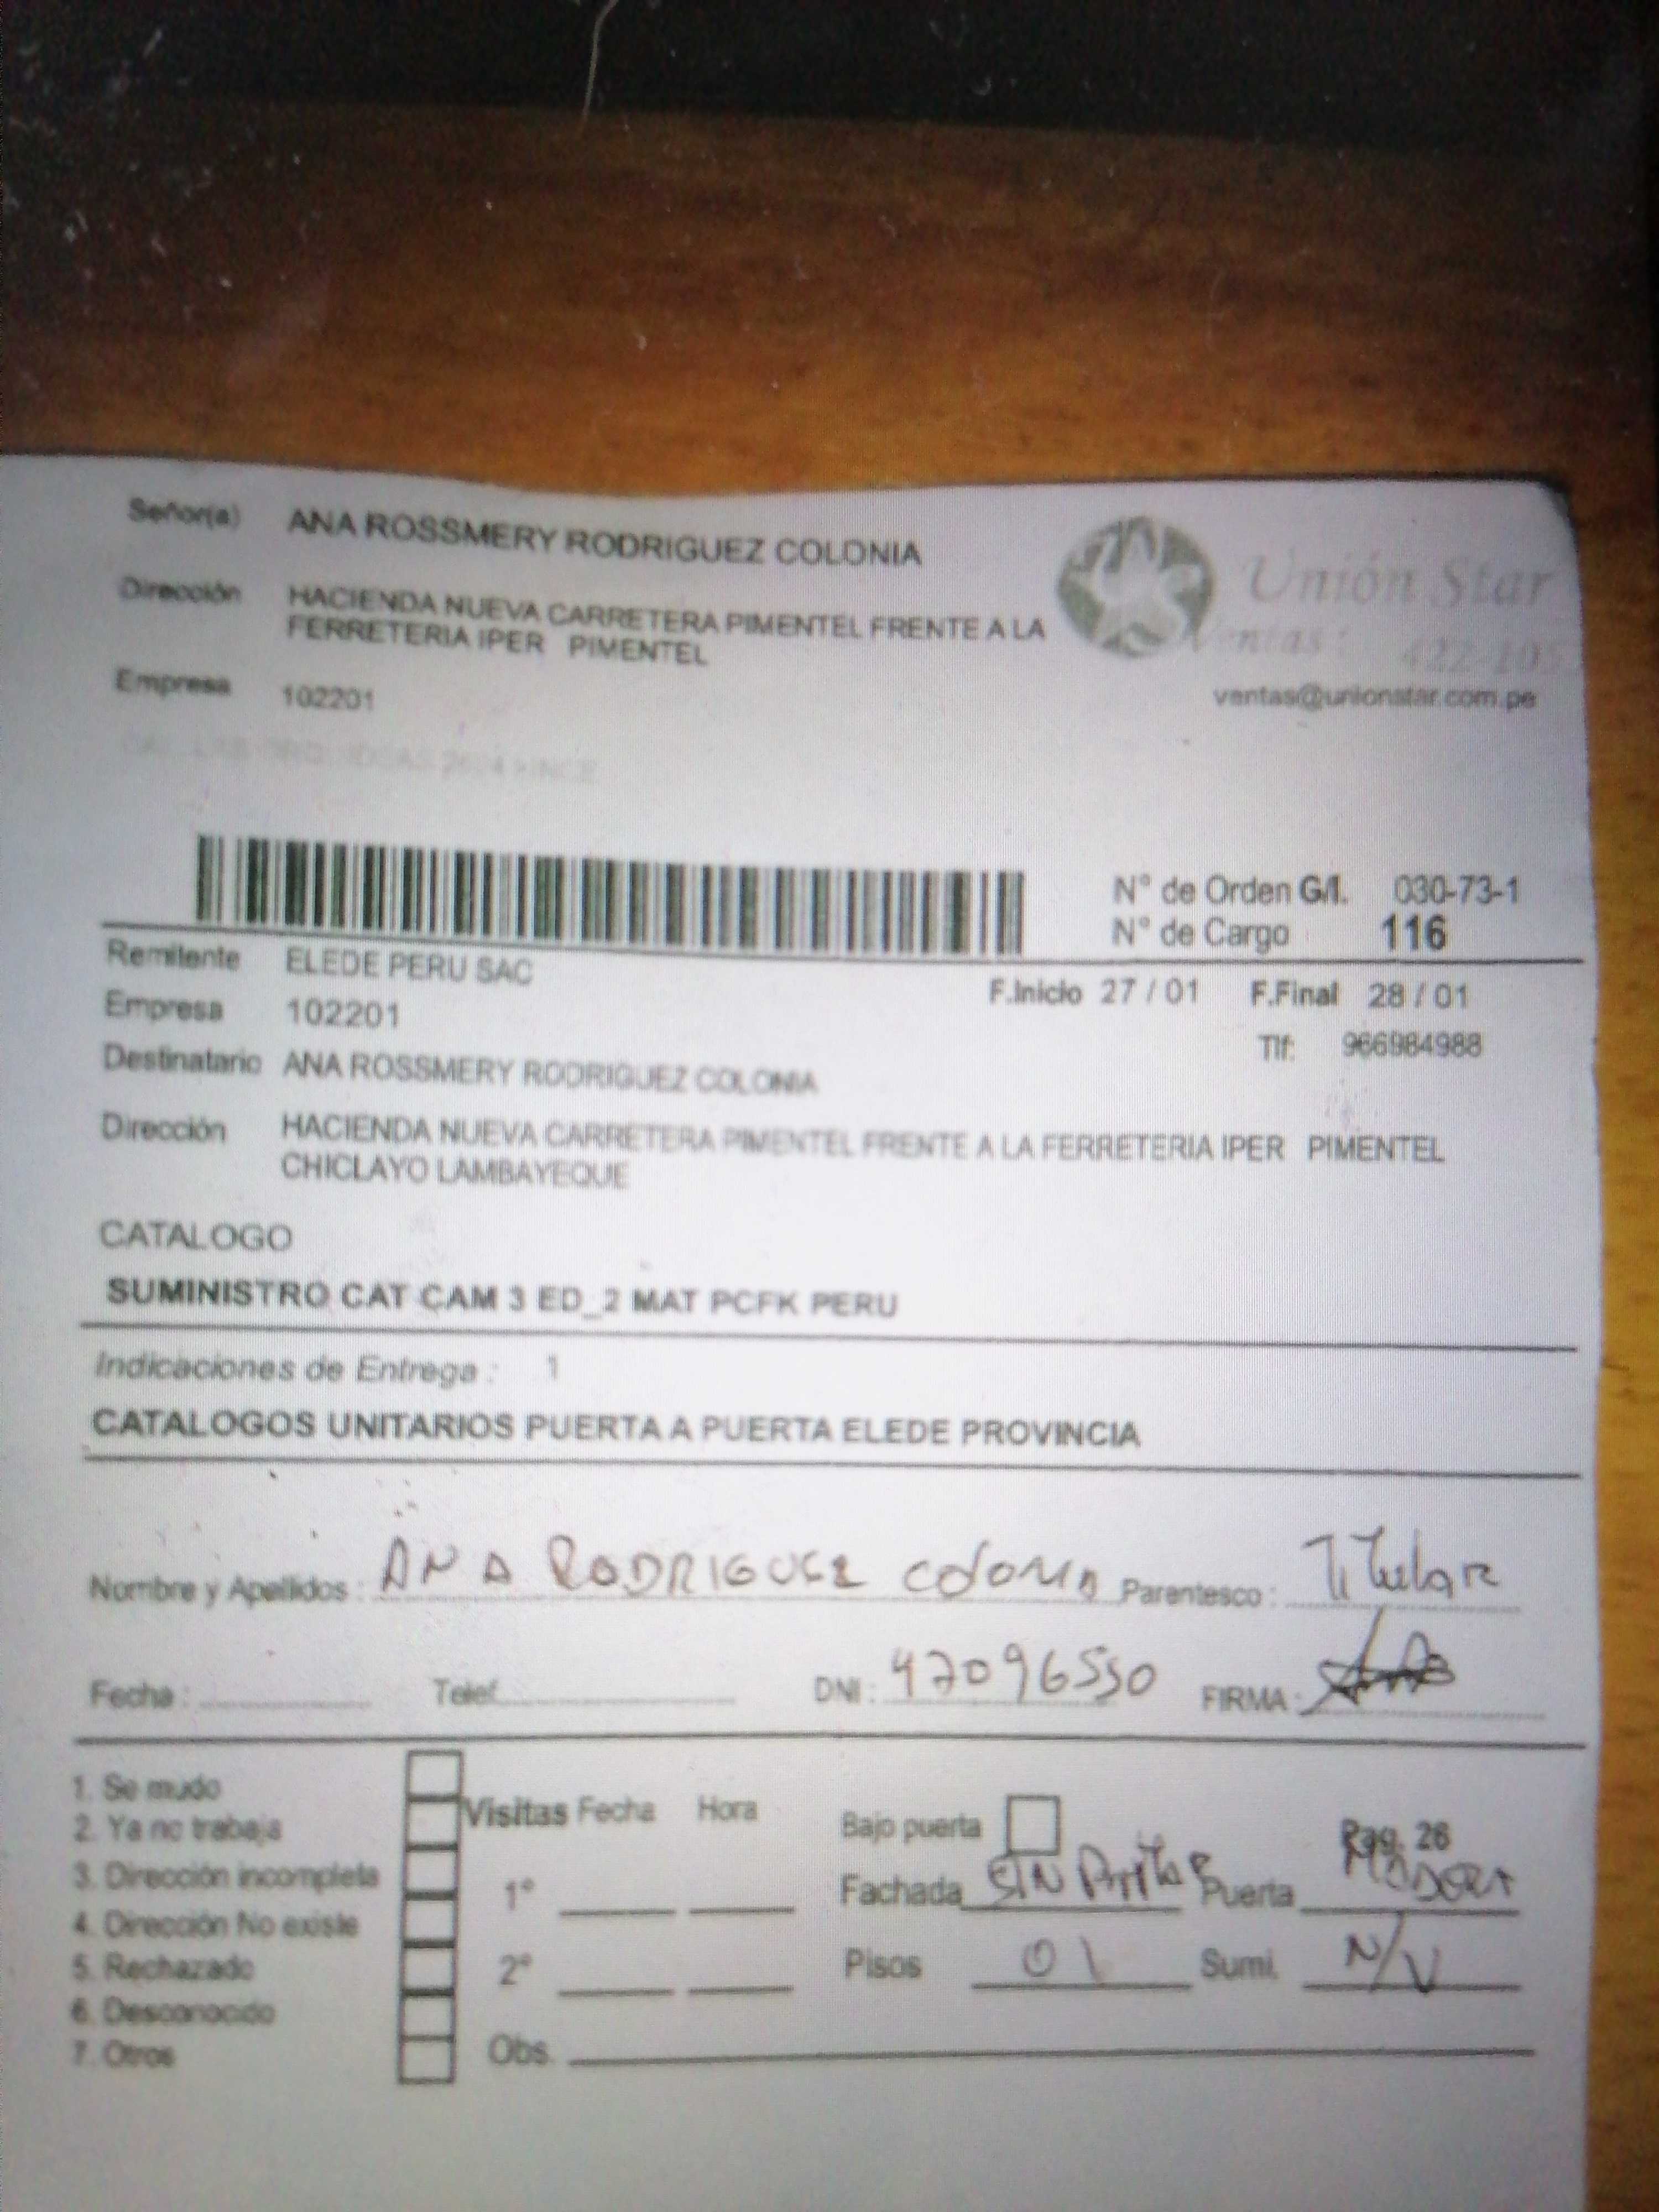 Señor(a) ANA ROSSMERY RODRIGUEZ COLONIA
Dirección HACIENDA NUEVA CARRETERA PIMENTEL FRENTE A LA
FERRETERIA IPER PIMENTEL
Empresa 102201
Unión Star
Ventas: 422-105
ventas@unionstar.com.pe
N° de Orden G/I. 030-73-1
N° de Cargo 116
Remitente ELEDE PERU SAC
F.Inicio 27 / 01 F.Final 28 / 01
Empresa 102201
Tlf: 966984988
Destinatario ANA ROSSMERY RODRIGUEZ COLONIA
Dirección HACIENDA NUEVA CARRETERA PIMENTEL FRENTE A LA FERRETERIA IPER PIMENTEL
CHICLAYO LAMBAYEQUE
CATALOGO
SUMINISTRO CAT CAM 3 ED_2 MAT PCFK PERU
Indicaciones de Entrega : 1
CATALOGOS UNITARIOS PUERTA A PUERTA ELEDE PROVINCIA
Nombre y Apellidos : ANA RODRIGUEZ Colonia Parentesco : Titular
Fecha : Telef. DNI : 47096550 FIRMA :
1. Se mudo
2. Ya no trabaja
3. Dirección incompleta
4. Dirección No existe
5. Rechazado
6. Desconocido
7. Otros
Visitas Fecha Hora
1°
2°
Obs.
Bajo puerta Pag. 26
Fachada SIN Puerta
Pisos 01 Sumi. N/V